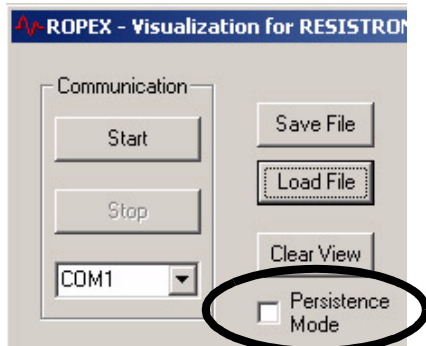 ROPEX - Visualization for RESISTRON
Communication
Start
Stop
COM1
Save File
Load File
Clear View
Persistence
Mode